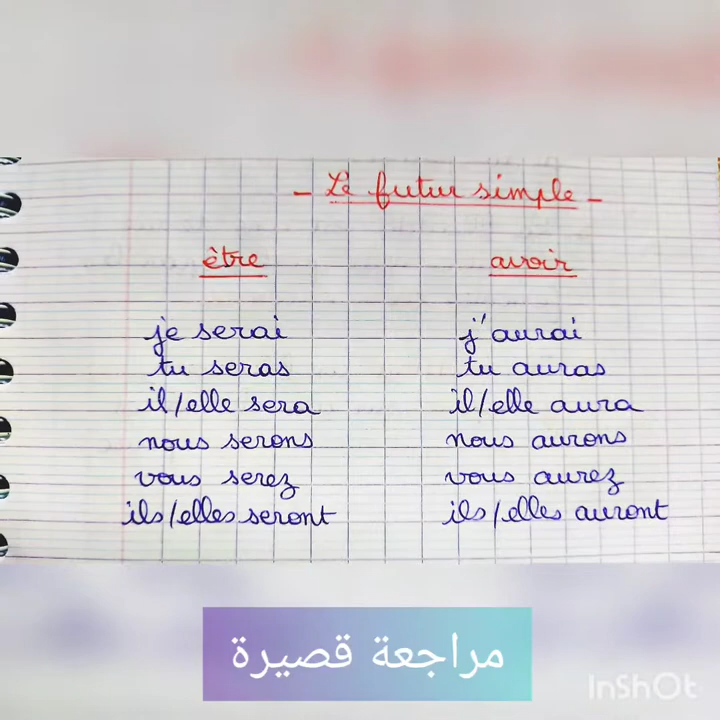 - Le futur simple -
être avoir
je serai j'aurai
tu seras tu auras
il/elle sera il/elle aura
nous serons nous aurons
vous serez vous aurez
ils/elles seront ils/elles auront
مراجعة قصيرة
InShOt